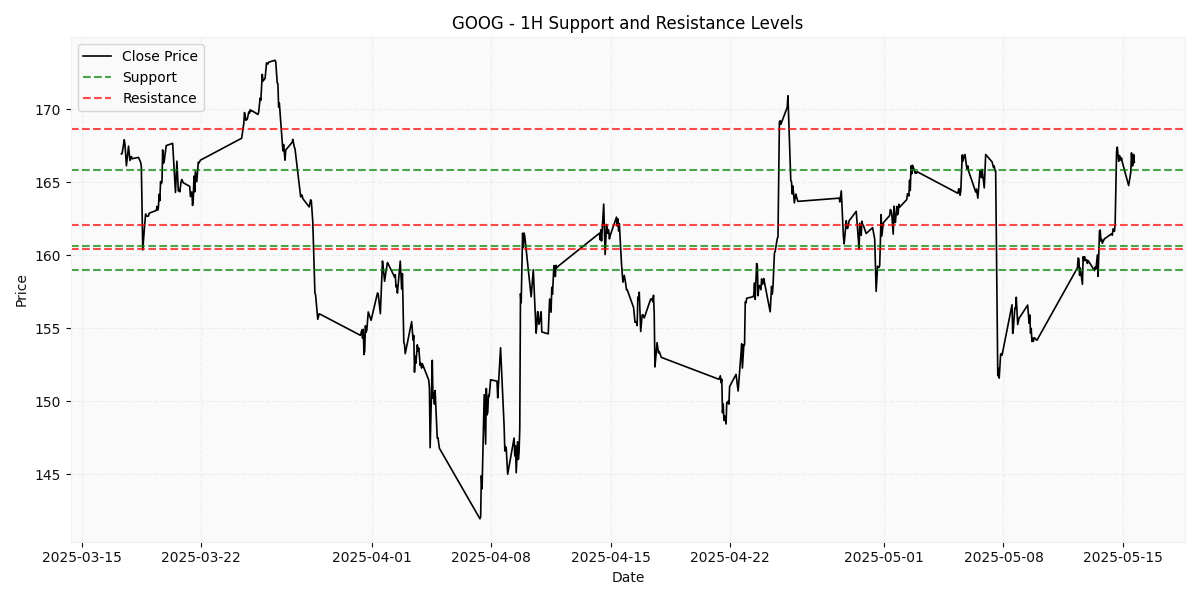 GOOG - 1H Support and Resistance Levels
Close Price
Support
Resistance
170
165
160
155
150
145
Price
2025-03-15 2025-03-22 2025-04-01 2025-04-08 2025-04-15 2025-04-22 2025-05-01 2025-05-08 2025-05-15
Date